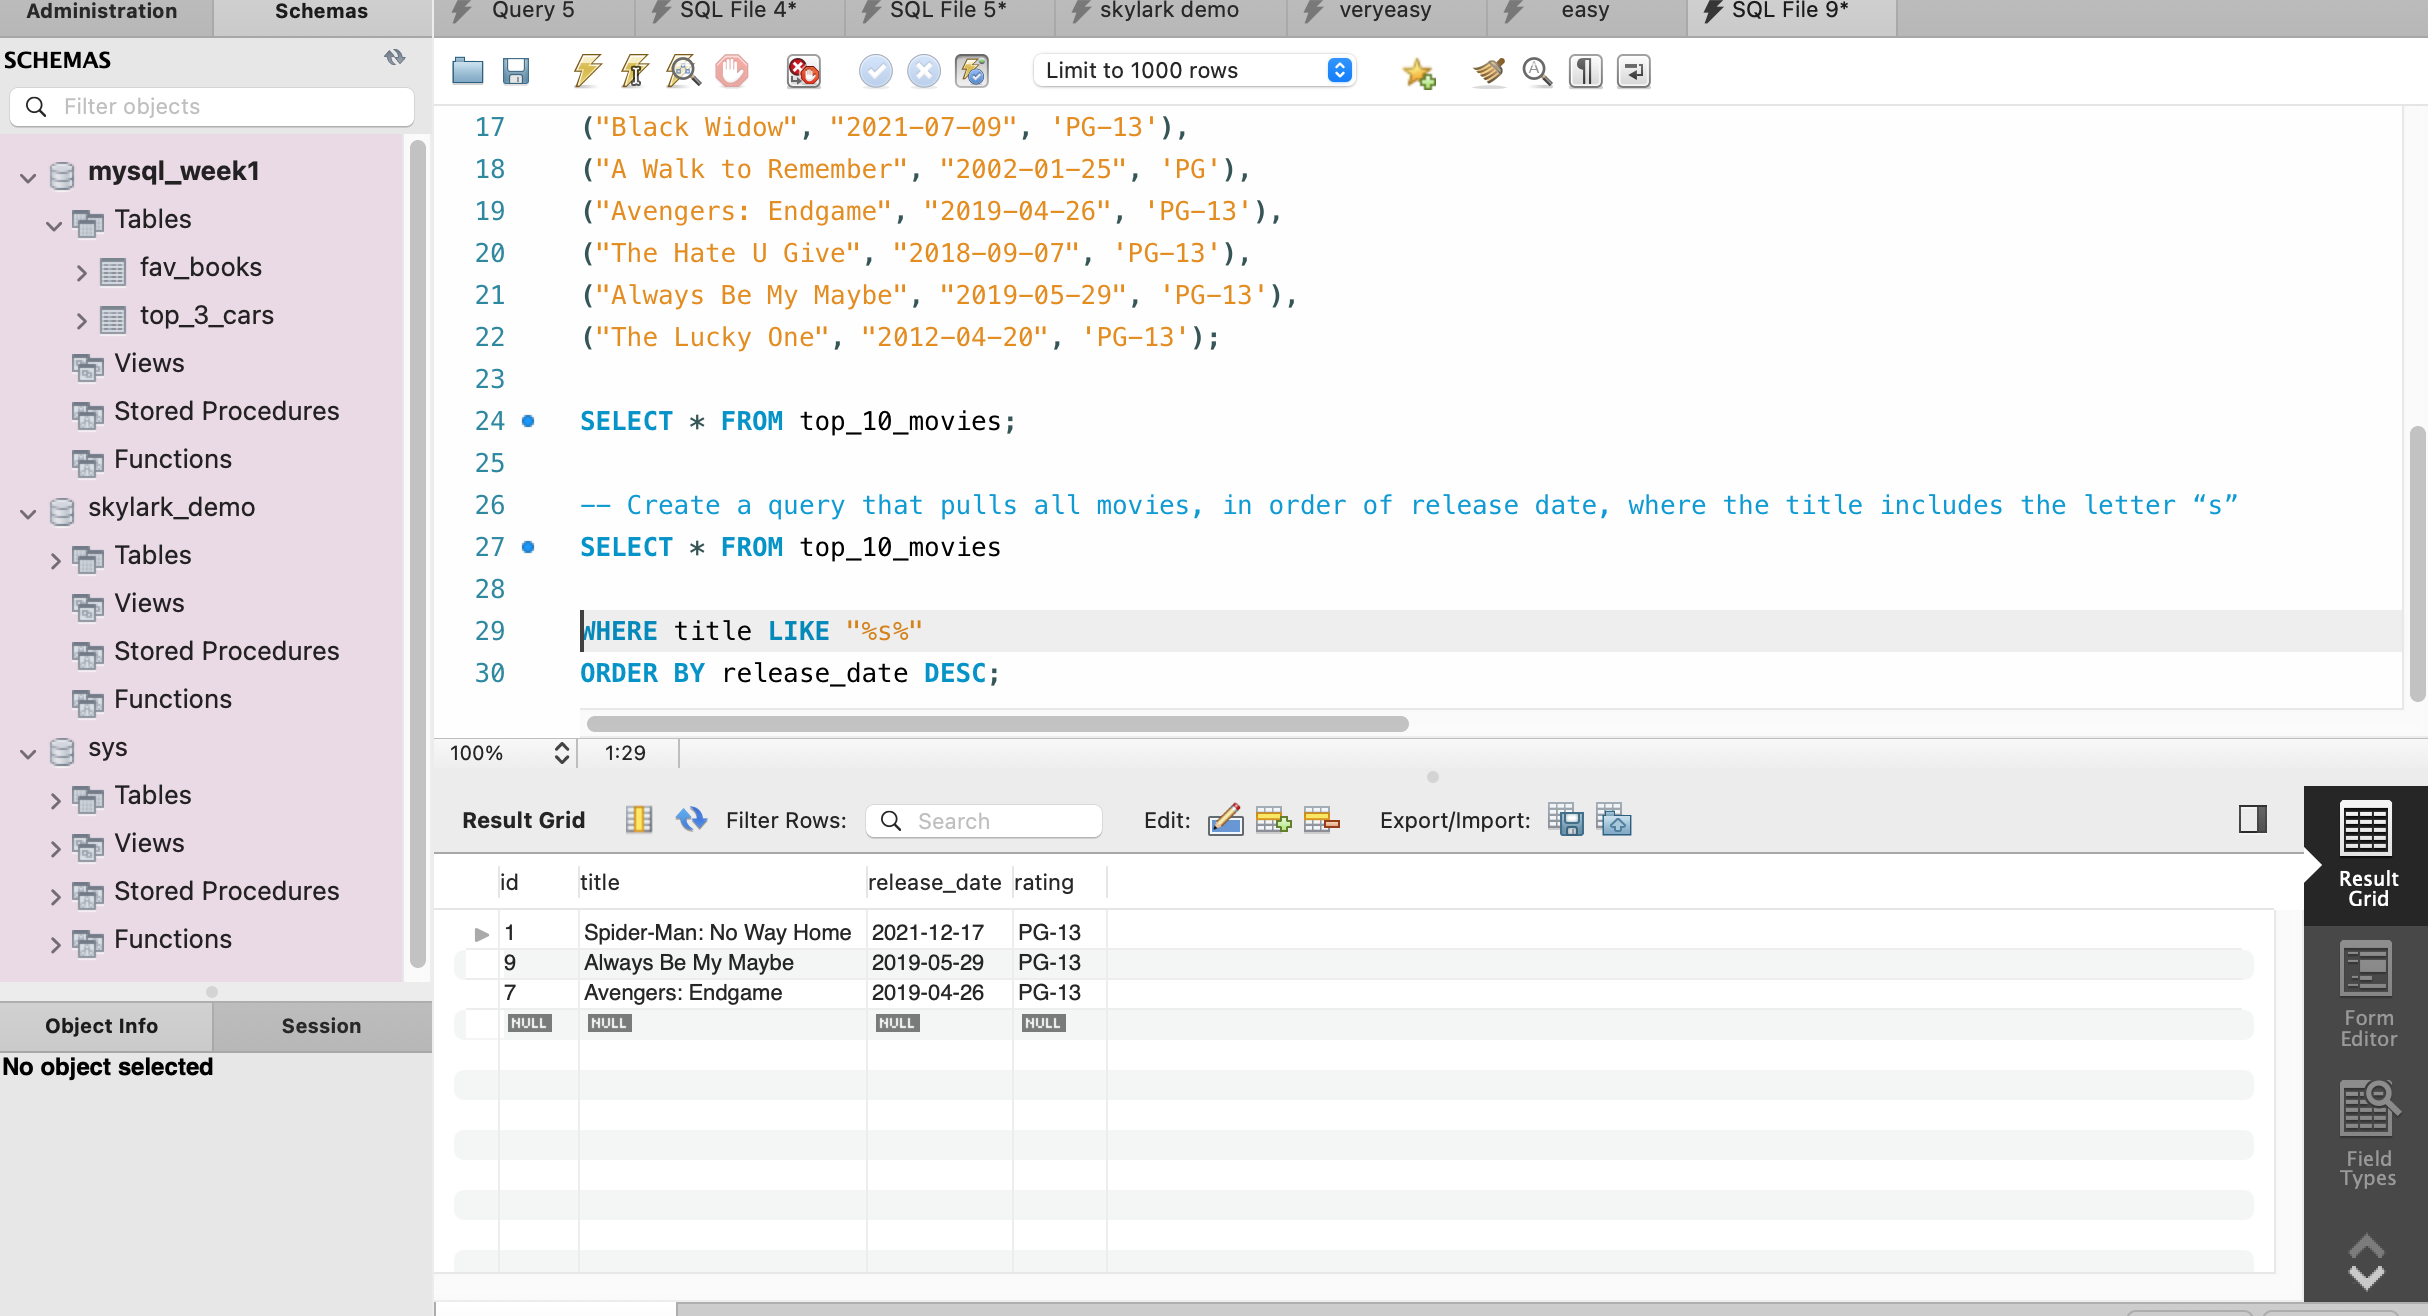 Administration
Schemas
Query 5
SQL File 4*
SQL File 5*
skylark demo
veryeasy
easy
SQL File 9*
SCHEMAS
Filter objects
mysql_week1
Tables
fav_books
top_3_cars
Views
Stored Procedures
Functions
skylark_demo
Tables
Views
Stored Procedures
Functions
sys
Tables
Views
Stored Procedures
Functions
Object Info
Session
No object selected
Limit to 1000 rows
17 ("Black Widow", "2021-07-09", 'PG-13'),
18 ("A Walk to Remember", "2002-01-25", 'PG'),
19 ("Avengers: Endgame", "2019-04-26", 'PG-13'),
20 ("The Hate U Give", "2018-09-07", 'PG-13'),
21 ("Always Be My Maybe", "2019-05-29", 'PG-13'),
22 ("The Lucky One", "2012-04-20", 'PG-13');
23
24 SELECT * FROM top_10_movies;
25
26 -- Create a query that pulls all movies, in order of release date, where the title includes the letter “s”
27 SELECT * FROM top_10_movies
28
29 WHERE title LIKE "%s%"
30 ORDER BY release_date DESC;
100%
1:29
Result Grid
Filter Rows:
Search
Edit:
Export/Import:
id title release_date rating
1 Spider-Man: No Way Home 2021-12-17 PG-13
9 Always Be My Maybe 2019-05-29 PG-13
7 Avengers: Endgame 2019-04-26 PG-13
NULL NULL NULL NULL
Result
Grid
Form
Editor
Field
Types